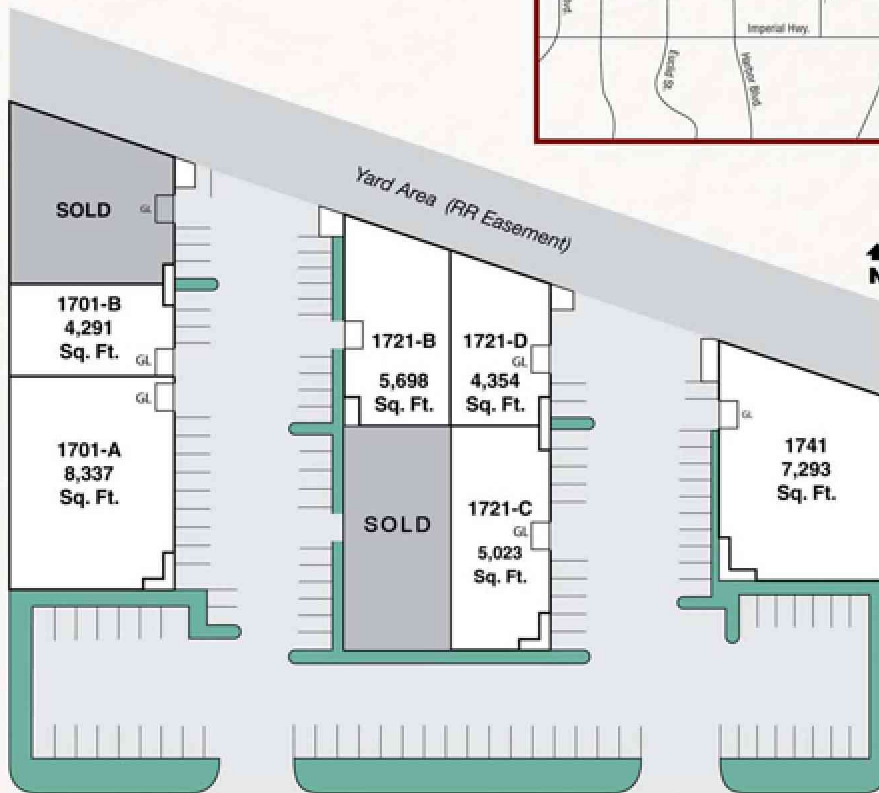 Blvd.
Imperial Hwy.
Euclid St.
Harbor Blvd.
Yard Area (RR Easement)
N
SOLD
GL
1701-B
4,291
Sq. Ft.
GL
GL
1701-A
8,337
Sq. Ft.
1721-B
5,698
Sq. Ft.
1721-D
GL
4,354
Sq. Ft.
SOLD
1721-C
GL
5,023
Sq. Ft.
GL
1741
7,293
Sq. Ft.